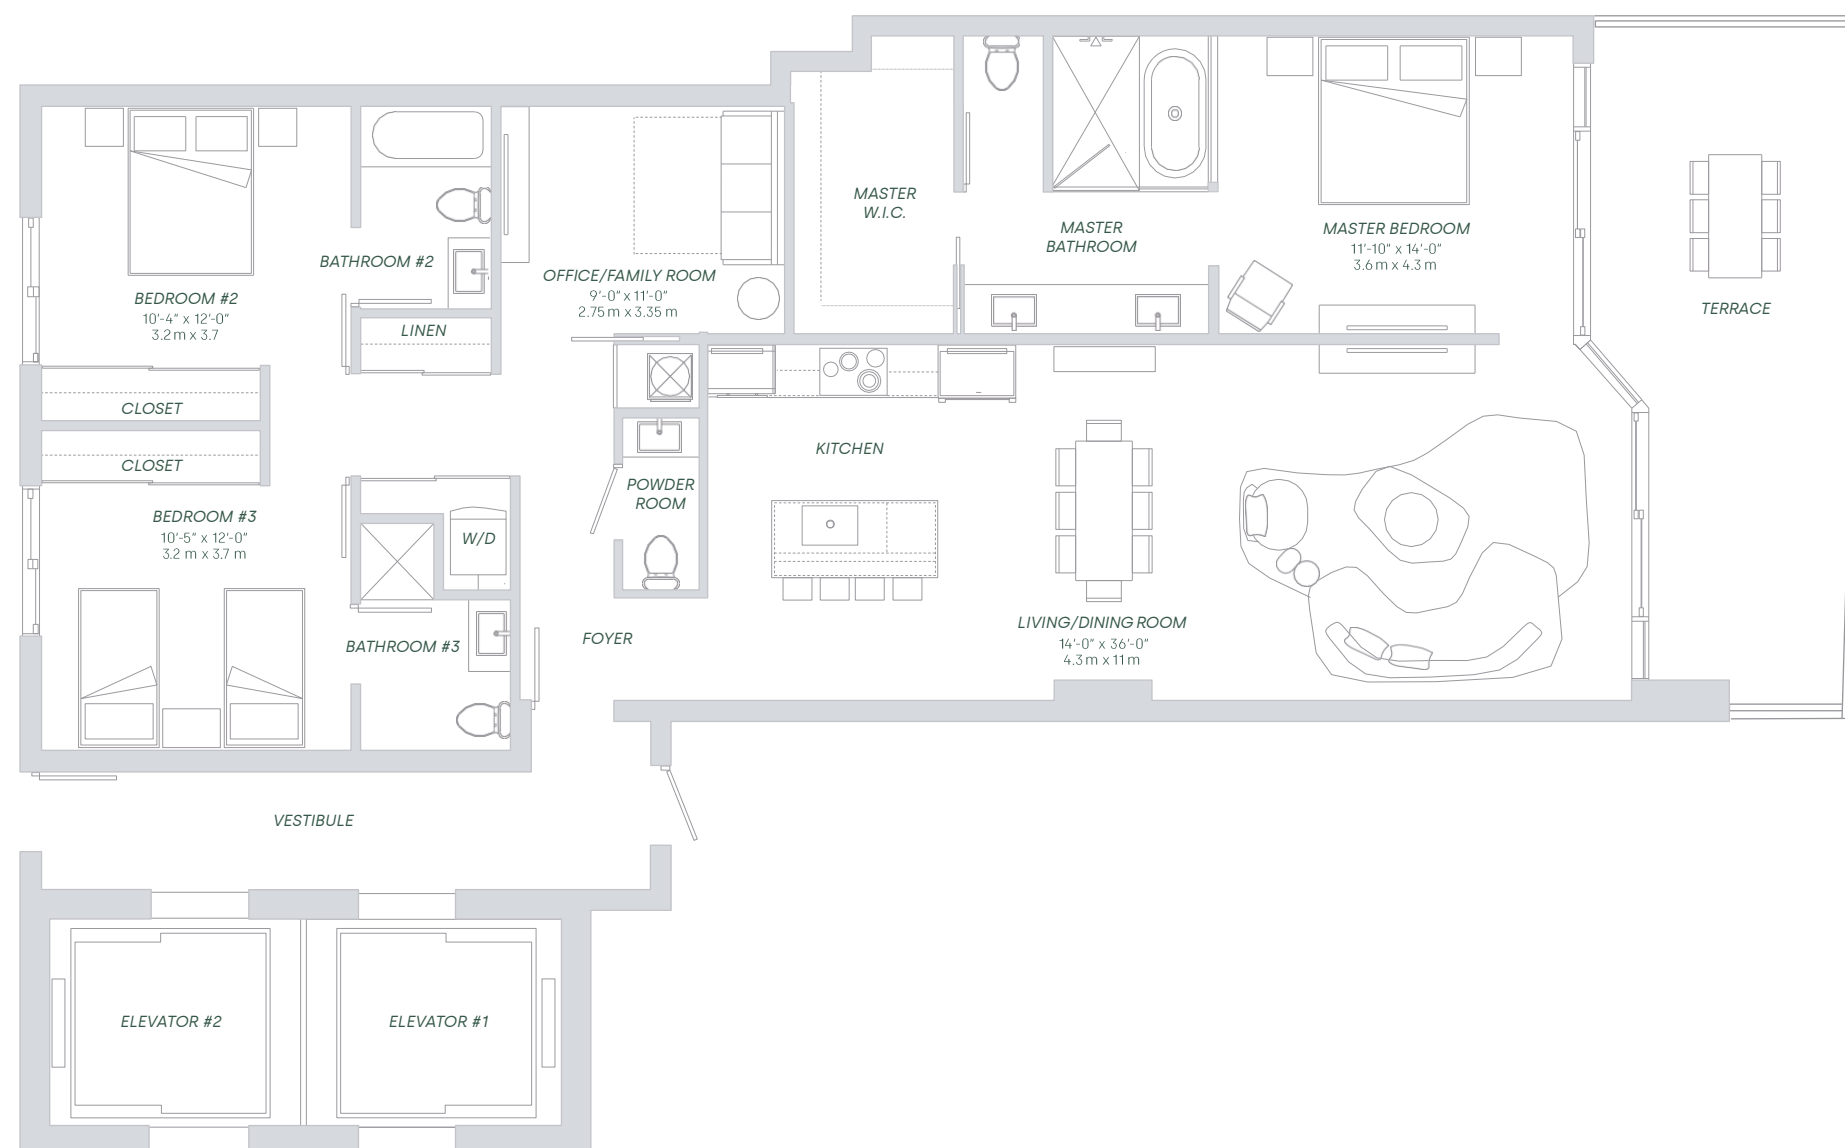 MASTER
W.I.C.
MASTER
BATHROOM
MASTER BEDROOM
11'-10" x 14'-0"
3.6 m x 4.3 m
TERRACE
BATHROOM #2
OFFICE/FAMILY ROOM
9'-0" x 11'-0"
2.75 m x 3.35 m
BEDROOM #2
10'-4" x 12'-0"
3.2 m x 3.7
LINEN
CLOSET
CLOSET
KITCHEN
POWDER
ROOM
BEDROOM #3
10'-5" x 12'-0"
3.2 m x 3.7 m
W/D
BATHROOM #3
FOYER
LIVING/DINING ROOM
14'-0" x 36'-0"
4.3 m x 11 m
VESTIBULE
ELEVATOR #2
ELEVATOR #1